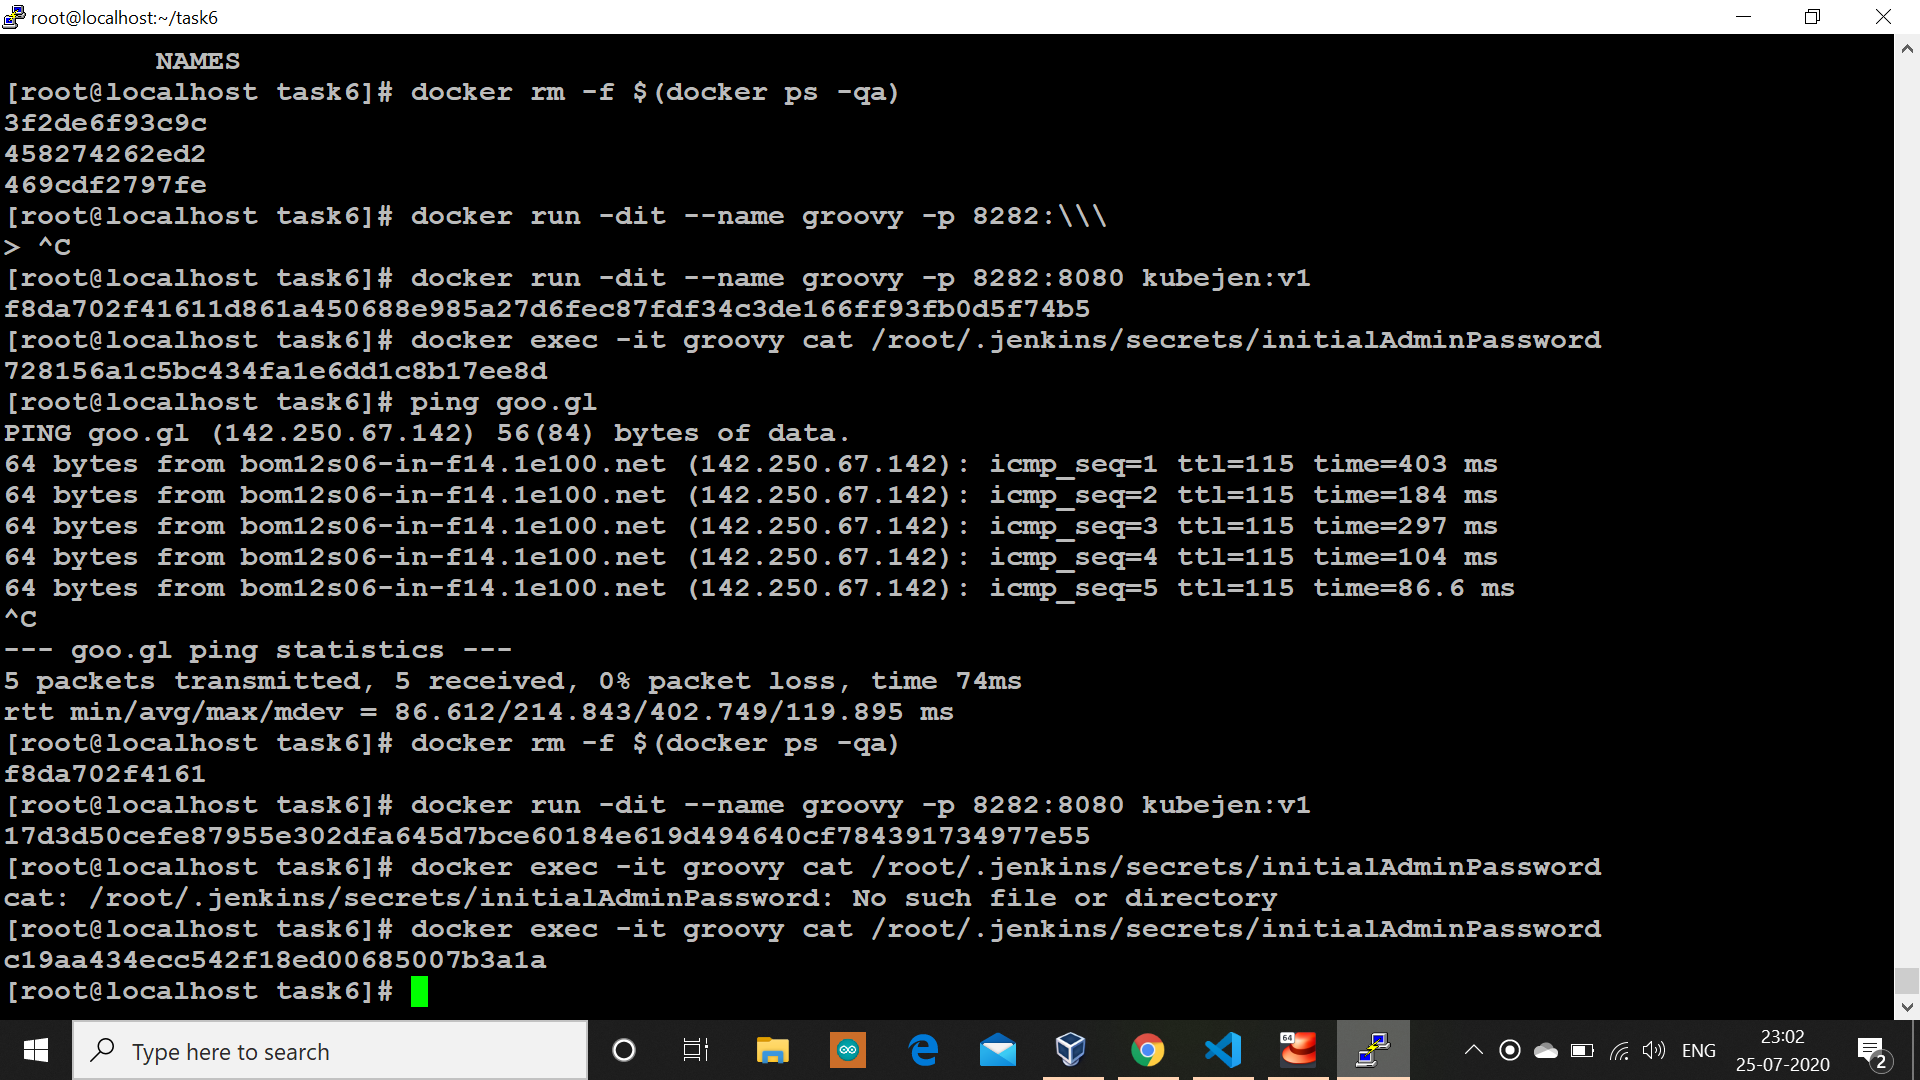 root@localhost:~/task6
NAMES
[root@localhost task6]# docker rm -f $(docker ps -qa)
3f2de6f93c9c
458274262ed2
469cdf2797fe
[root@localhost task6]# docker run -dit --name groovy -p 8282:\\\
> ^C
[root@localhost task6]# docker run -dit --name groovy -p 8282:8080 kubejen:v1
f8da702f41611d861a450688e985a27d6fec87fdf34c3de166ff93fb0d5f74b5
[root@localhost task6]# docker exec -it groovy cat /root/.jenkins/secrets/initialAdminPassword
728156a1c5bc434fa1e6dd1c8b17ee8d
[root@localhost task6]# ping goo.gl
PING goo.gl (142.250.67.142) 56(84) bytes of data.
64 bytes from bom12s06-in-f14.1e100.net (142.250.67.142): icmp_seq=1 ttl=115 time=403 ms
64 bytes from bom12s06-in-f14.1e100.net (142.250.67.142): icmp_seq=2 ttl=115 time=184 ms
64 bytes from bom12s06-in-f14.1e100.net (142.250.67.142): icmp_seq=3 ttl=115 time=297 ms
64 bytes from bom12s06-in-f14.1e100.net (142.250.67.142): icmp_seq=4 ttl=115 time=104 ms
64 bytes from bom12s06-in-f14.1e100.net (142.250.67.142): icmp_seq=5 ttl=115 time=86.6 ms
^C
--- goo.gl ping statistics ---
5 packets transmitted, 5 received, 0% packet loss, time 74ms
rtt min/avg/max/mdev = 86.612/214.843/402.749/119.895 ms
[root@localhost task6]# docker rm -f $(docker ps -qa)
f8da702f4161
[root@localhost task6]# docker run -dit --name groovy -p 8282:8080 kubejen:v1
17d3d50cefe87955e302dfa645d7bce60184e619d494640cf784391734977e55
[root@localhost task6]# docker exec -it groovy cat /root/.jenkins/secrets/initialAdminPassword
cat: /root/.jenkins/secrets/initialAdminPassword: No such file or directory
[root@localhost task6]# docker exec -it groovy cat /root/.jenkins/secrets/initialAdminPassword
c19aa434ecc542f18ed00685007b3a1a
[root@localhost task6]#
Type here to search
64
ENG
23:02
25-07-2020
2